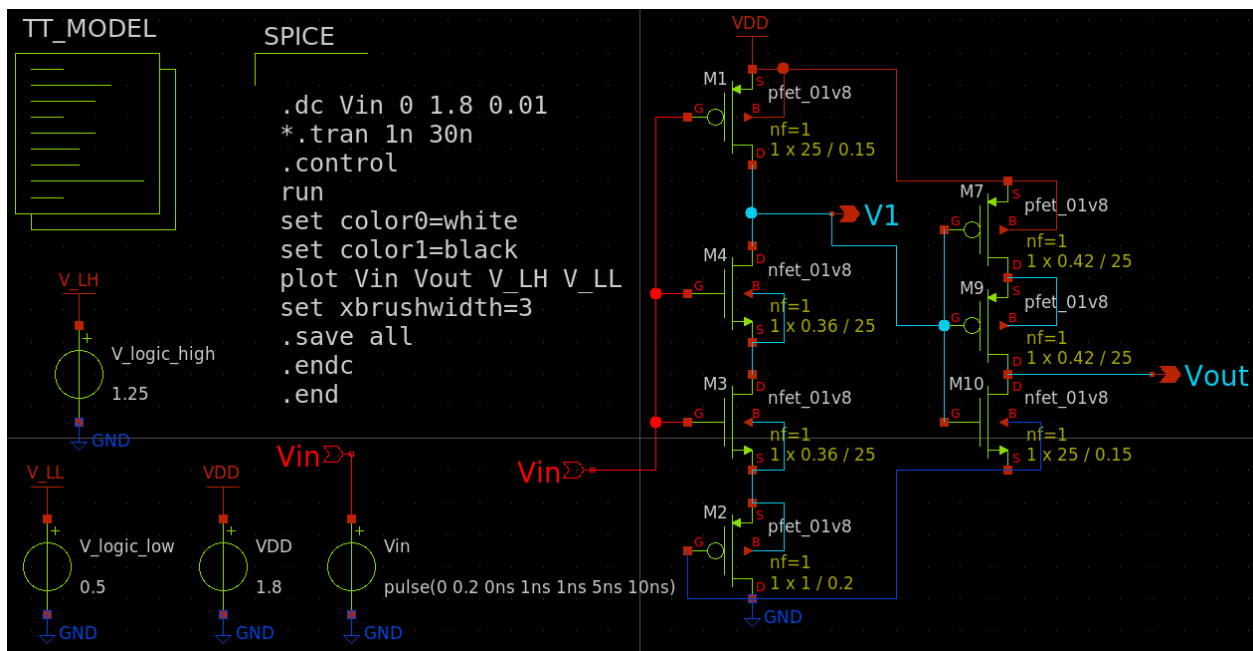 TT_MODEL
SPICE
.dc Vin 0 1.8 0.01
*.tran 1n 30n
.control
run
set color0=white
set color1=black
plot Vin Vout V_LH V_LL
set xbrushwidth=3
.save all
.endc
.end
V_LH
+
V_logic_high
1.25
GND
V_LL
+
V_logic_low
0.5
GND
VDD
+
VDD
1.8
GND
Vin
+
Vin
pulse(0 0.2 0ns 1ns 1ns 5ns 10ns)
GND
Vin
VDD
M1
S
pfet_01v8
G
B
nf=1
1 x 25 / 0.15
D
V1
M4
D
nfet_01v8
G
B
nf=1
S
1 x 0.36 / 25
M3
D
nfet_01v8
G
B
nf=1
S
1 x 0.36 / 25
M2
S
pfet_01v8
G
B
nf=1
D
1 x 1 / 0.2
GND
M7
S
pfet_01v8
G
B
nf=1
D
1 x 0.42 / 25
M9
S
pfet_01v8
G
B
nf=1
D
1 x 0.42 / 25
Vout
M10
D
nfet_01v8
G
B
nf=1
S
1 x 25 / 0.15